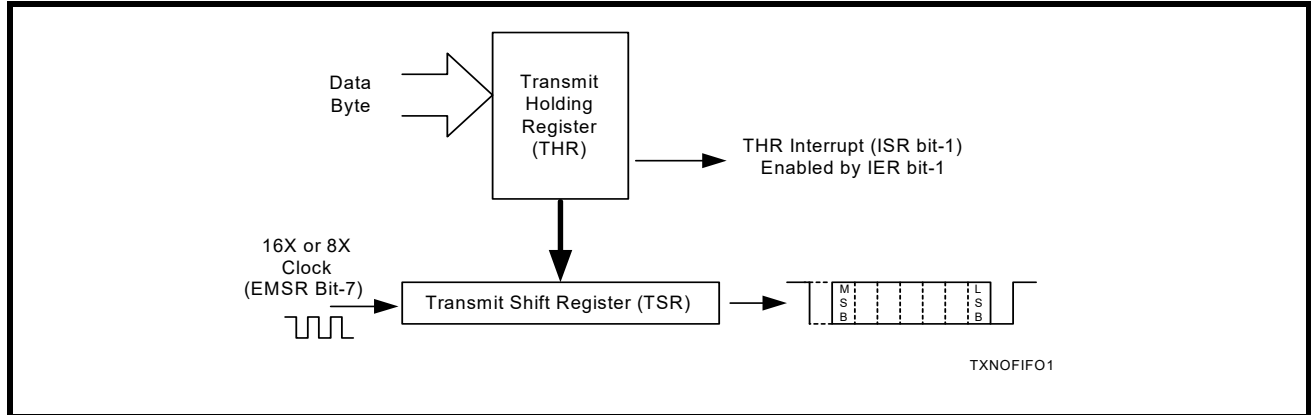 Data
Byte
Transmit
Holding
Register
(THR)
THR Interrupt (ISR bit-1)
Enabled by IER bit-1
16X or 8X
Clock
(EMSR Bit-7)
Transmit Shift Register (TSR)
M
S
B
L
S
B
TXNOFIFO1